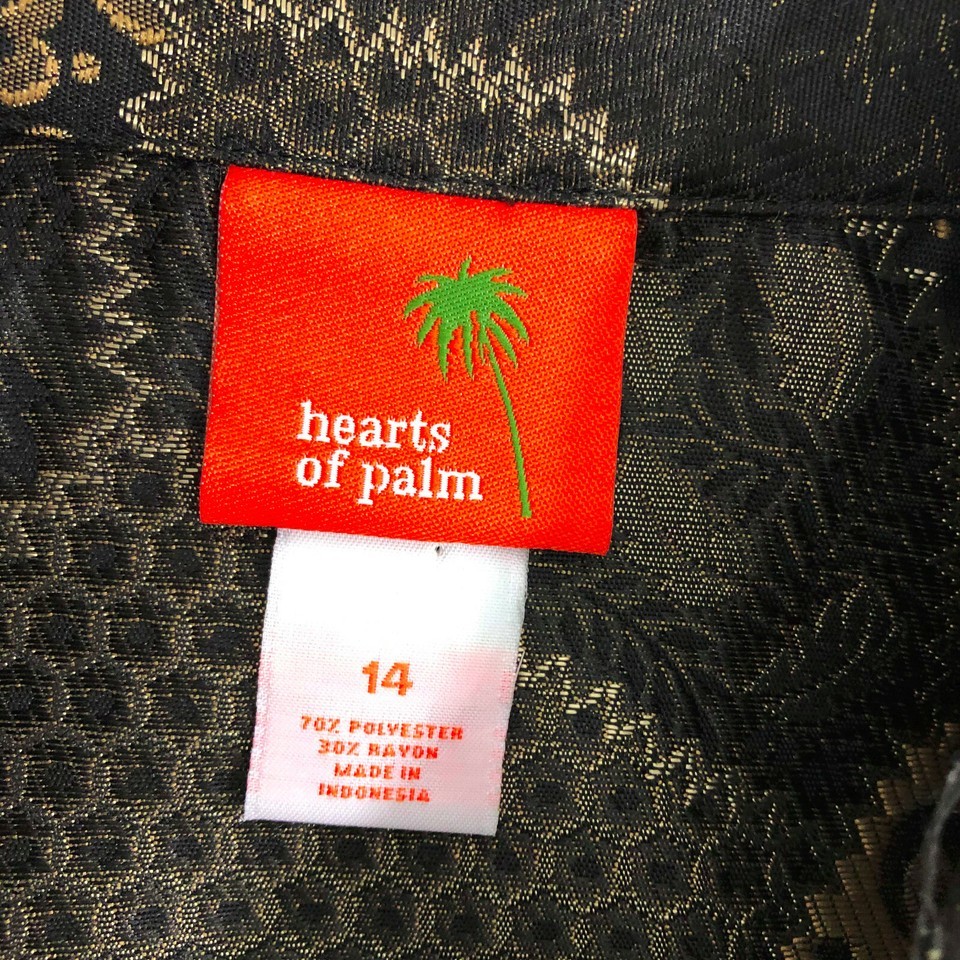 hearts
of palm
14
70% POLYESTER
30% RAYON
MADE IN
INDONESIA